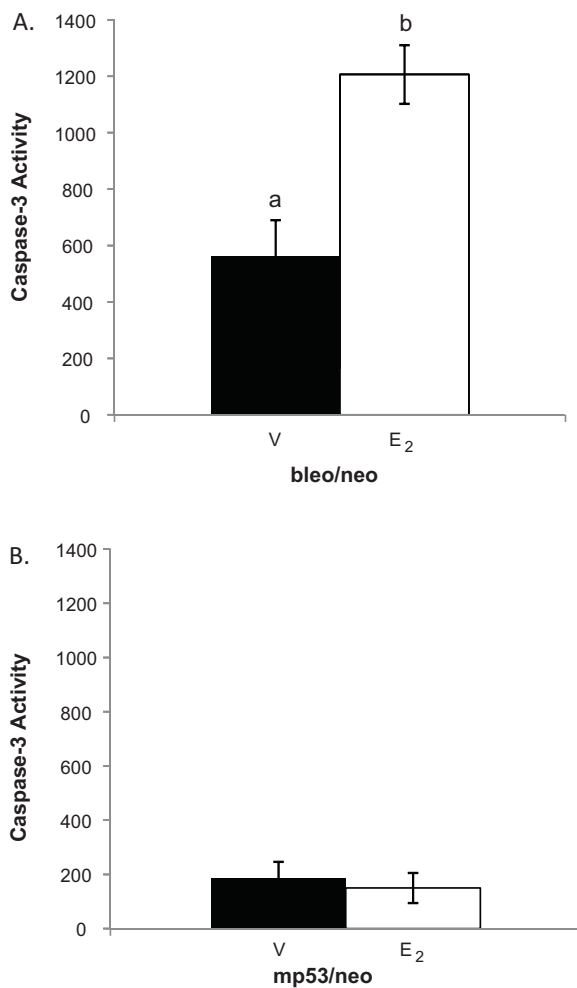 A.
Caspase-3 Activity
1400
1200
1000
800
600
400
200
0
a
b
V
E2
bleo/neo
B.
Caspase-3 Activity
1400
1200
1000
800
600
400
200
0
V
E2
mp53/neo